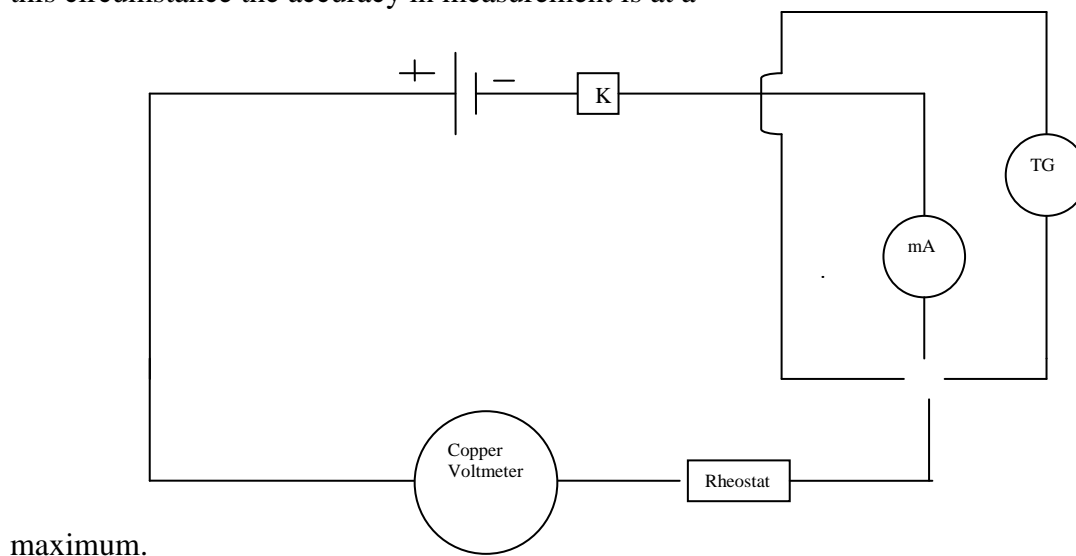 this circumstance the accuracy in measurement is at a
+ −
K
TG
mA
Copper
Voltmeter
Rheostat
maximum.